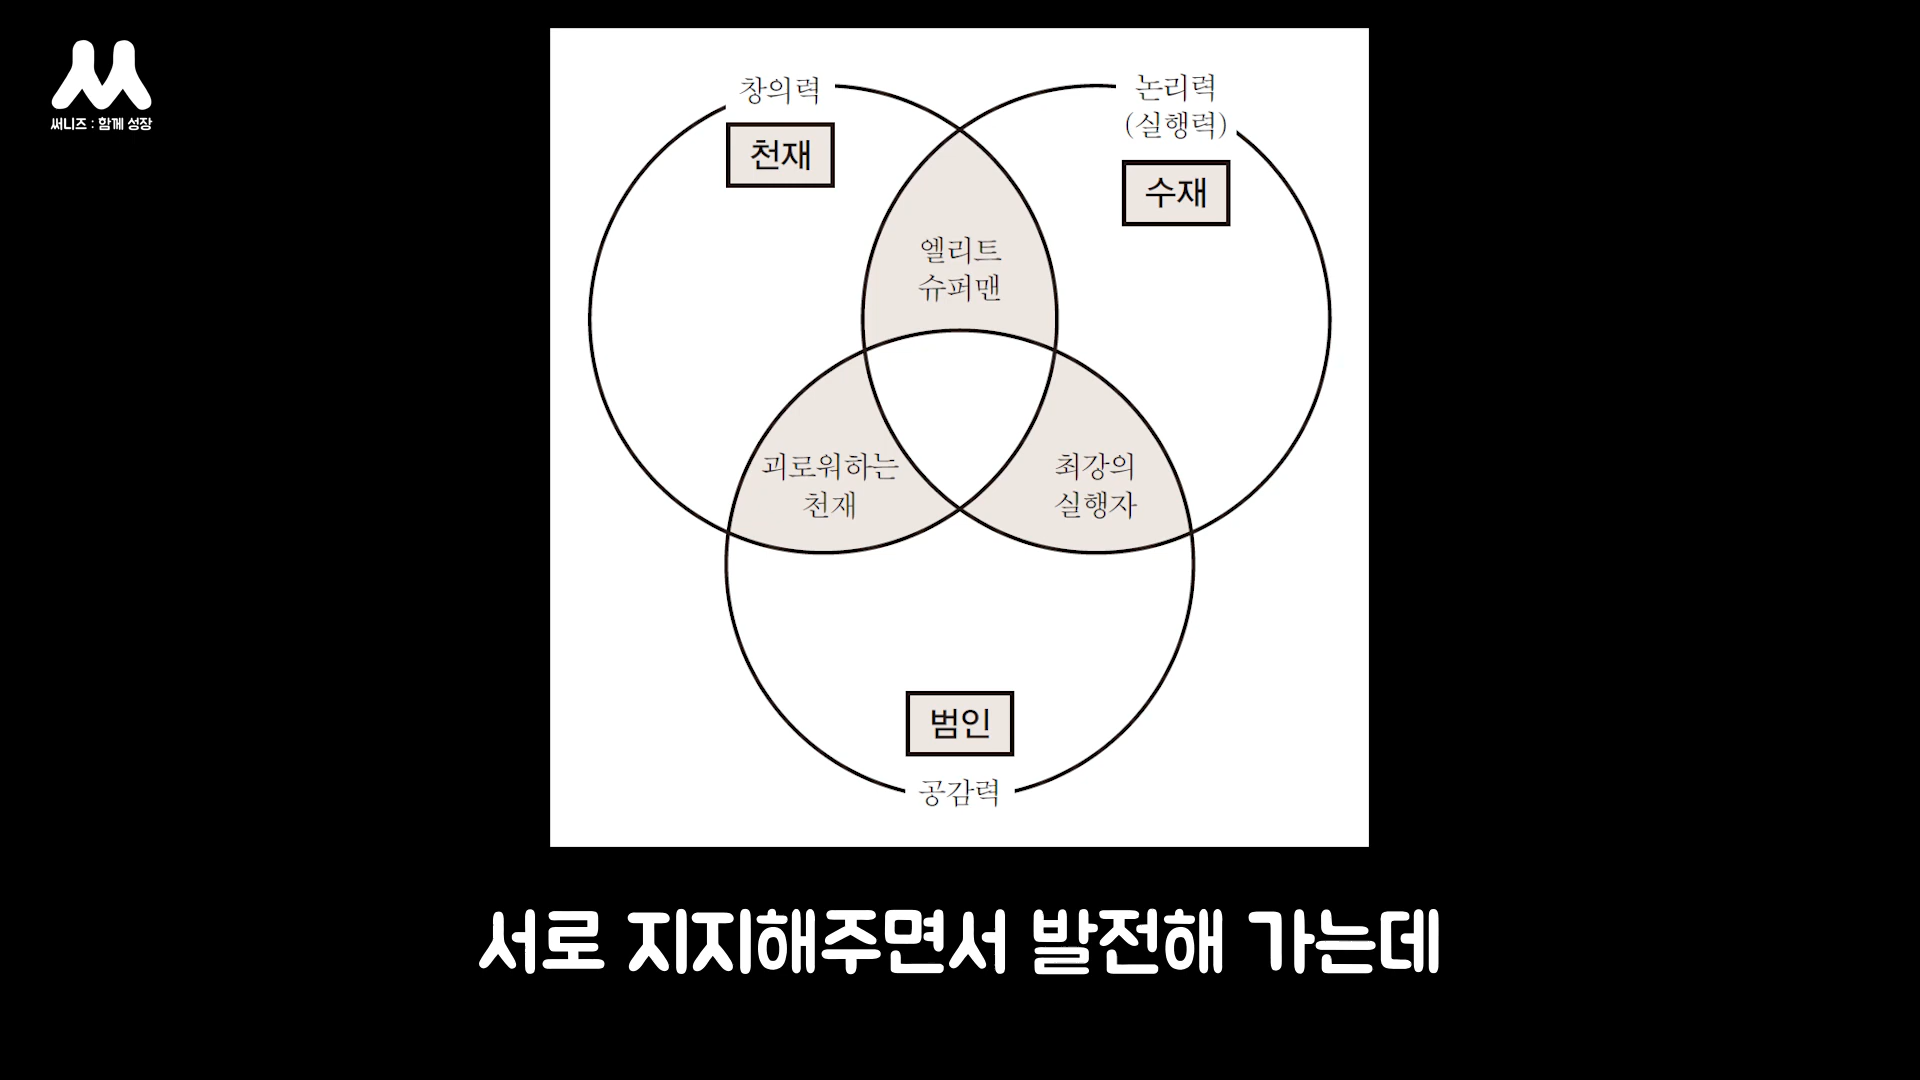 써니즈 : 함께 성장
창의력
천재
논리력
(실행력)
수재
엘리트
슈퍼맨
괴로워하는
천재
최강의
실행자
범인
공감력
서로 지지해주면서 발전해 가는데